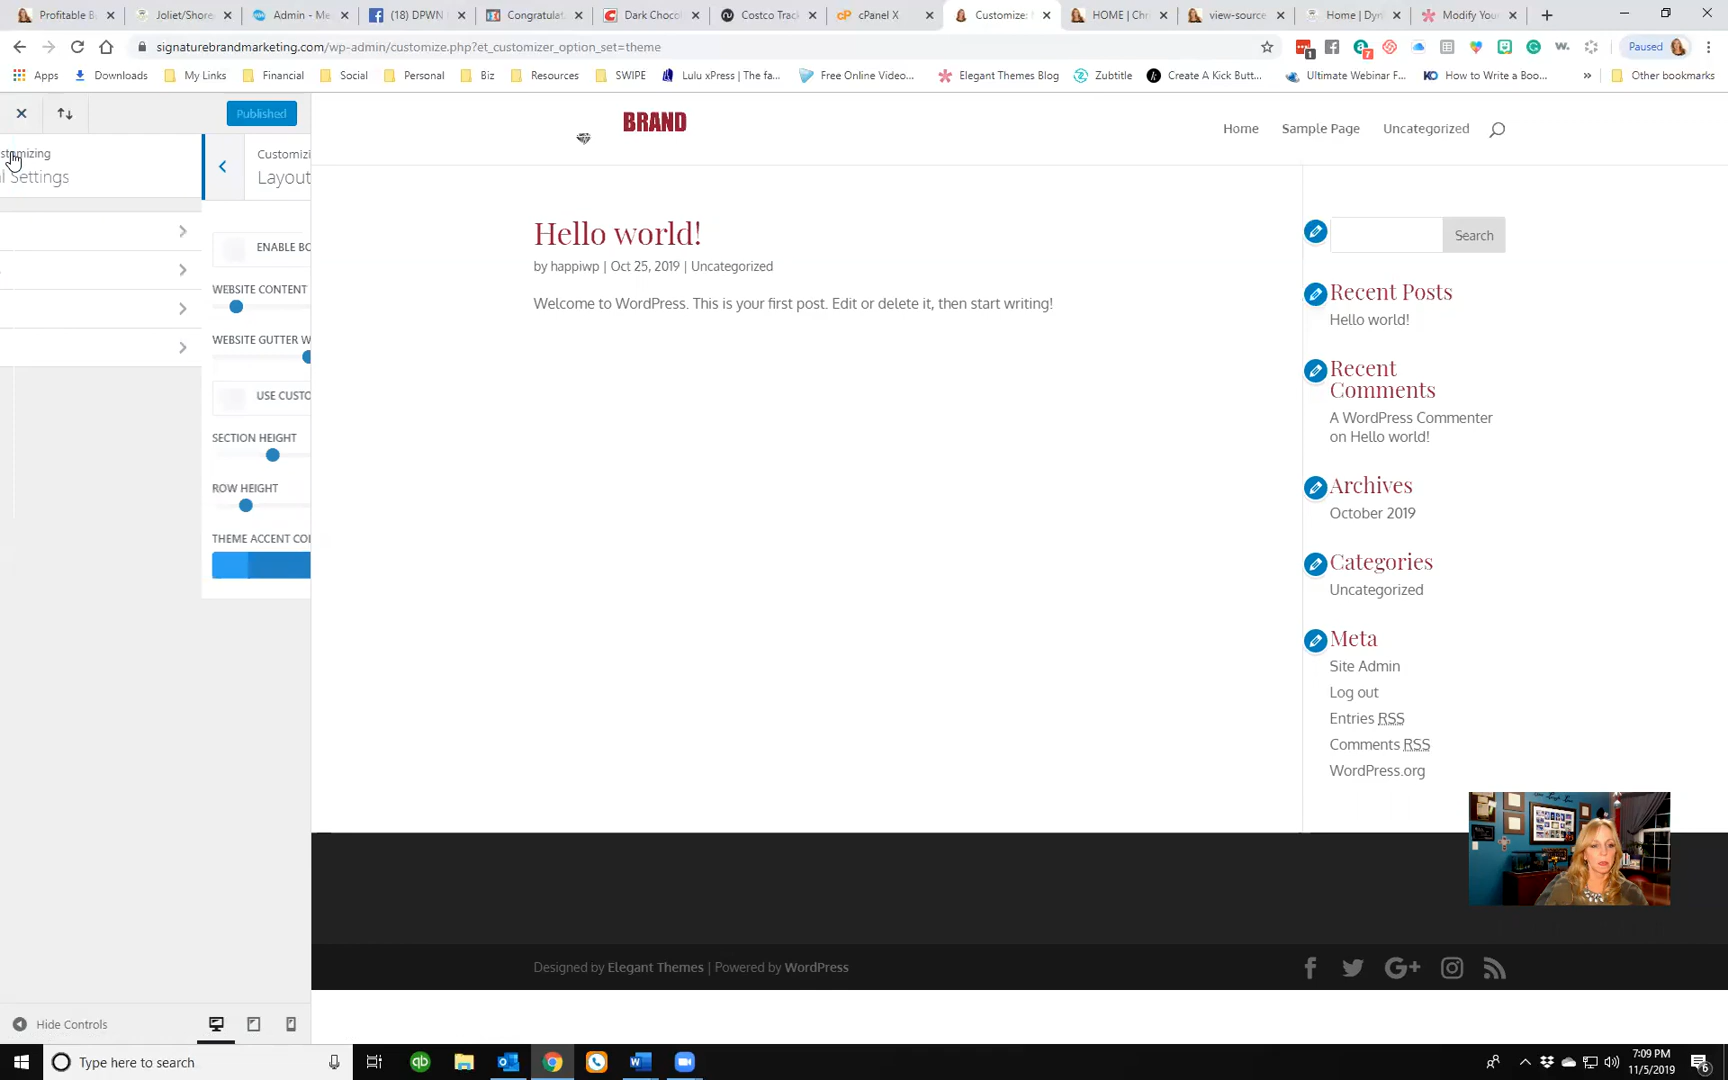 Profitable B
Joliet/Shore
Admin - Me
(18) DPWN
Congratulat
Dark Choco
Costco Track
cPanel X
Customize:
HOME | Chr
view-source
Home | Dyn
Modify Your
signaturebrandmarketing.com/wp-admin/customize.php?et_customizer_option_set=theme
Paused
Apps
Downloads
My Links
Financial
Social
Personal
Biz
Resources
SWIPE
Lulu xPress | The fa...
Free Online Video...
Elegant Themes Blog
Zubtitle
Create A Kick Butt...
Ultimate Webinar F...
How to Write a Boo...
Other bookmarks
Published
stomizing
l Settings
Customizi
Layout
ENABLE BO
WEBSITE CONTENT
WEBSITE GUTTER W
USE CUSTO
SECTION HEIGHT
ROW HEIGHT
THEME ACCENT COL
BRAND
Home
Sample Page
Uncategorized
Hello world!
by happiwp | Oct 25, 2019 | Uncategorized
Welcome to WordPress. This is your first post. Edit or delete it, then start writing!
Search
Recent Posts
Hello world!
Recent
Comments
A WordPress Commenter
on Hello world!
Archives
October 2019
Categories
Uncategorized
Meta
Site Admin
Log out
Entries RSS
Comments RSS
WordPress.org
Designed by Elegant Themes | Powered by WordPress
Hide Controls
Type here to search
7:09 PM
11/5/2019